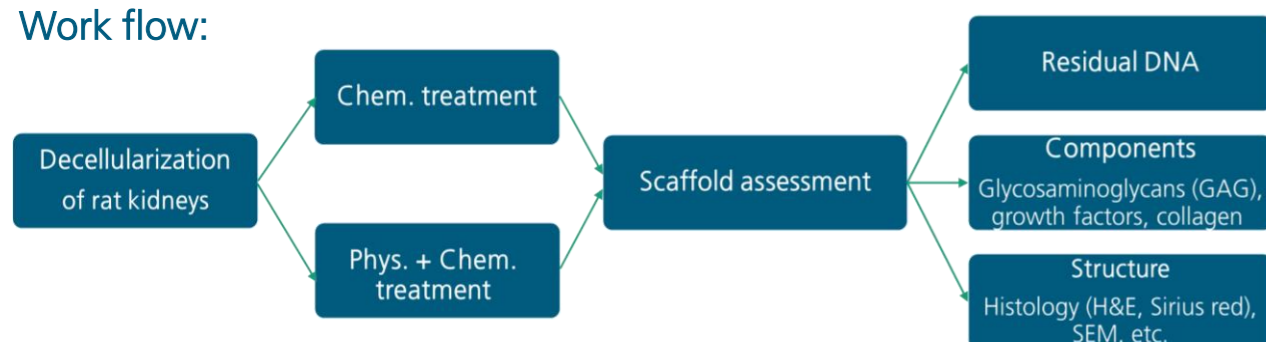 Work flow:
Decellularization
of rat kidneys
Chem. treatment
Phys. + Chem.
treatment
Scaffold assessment
Residual DNA
Components
Glycosaminoglycans (GAG),
growth factors, collagen
Structure
Histology (H&E, Sirius red),
SEM, etc.